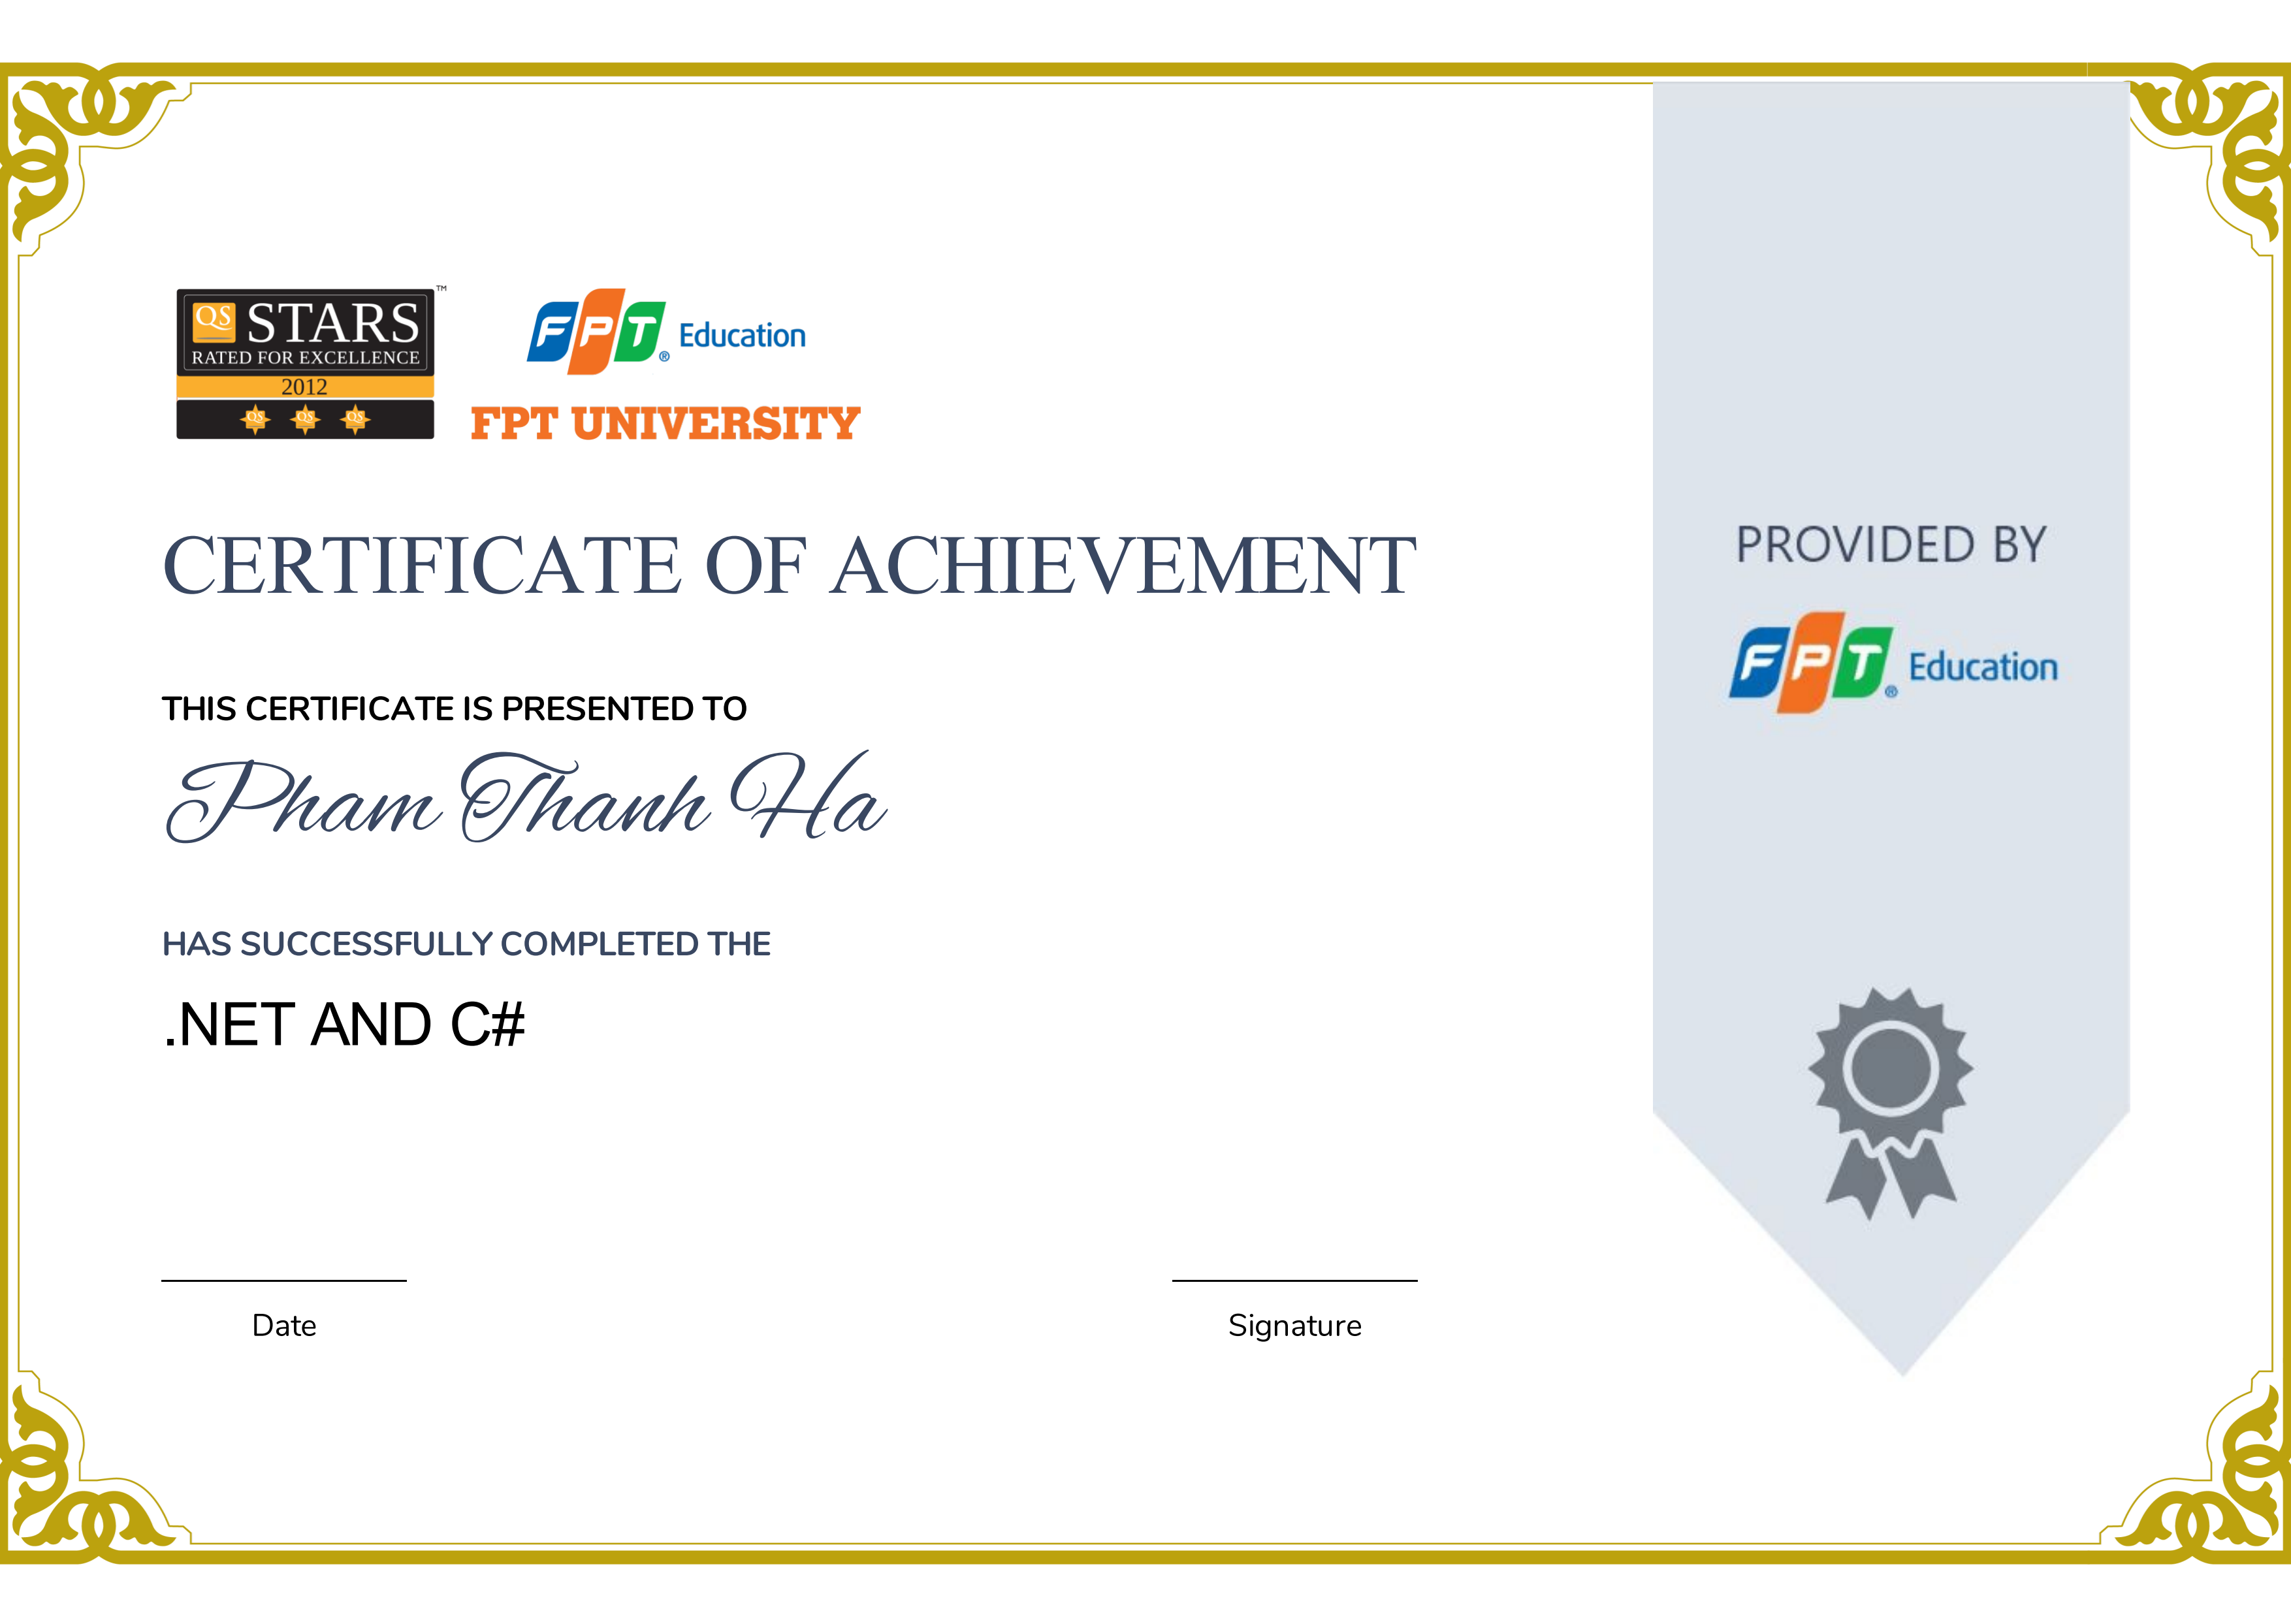 QS STARS™
RATED FOR EXCELLENCE
2012
QS QS QS
FPT® Education
FPT UNIVERSITY
CERTIFICATE OF ACHIEVEMENT
THIS CERTIFICATE IS PRESENTED TO
Pham Thanh Ha
HAS SUCCESSFULLY COMPLETED THE
.NET AND C#
Date
Signature
PROVIDED BY
FPT® Education